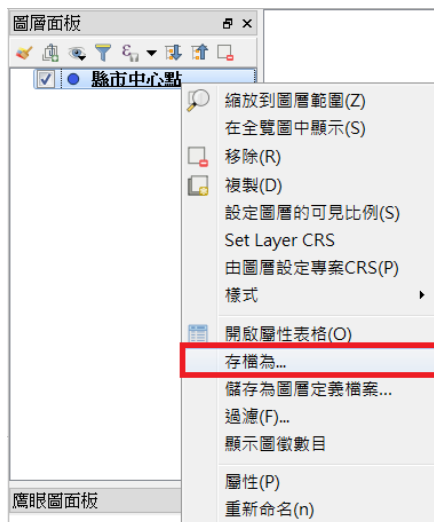 圖層面板
縣市中心點
縮放到圖層範圍(Z)
在全覽圖中顯示(S)
移除(R)
複製(D)
設定圖層的可見比例(S)
Set Layer CRS
由圖層設定專案CRS(P)
樣式
開啟屬性表格(O)
存檔為...
儲存為圖層定義檔案...
過濾(F)...
顯示圖徵數目
屬性(P)
重新命名(n)
鷹眼圖面板